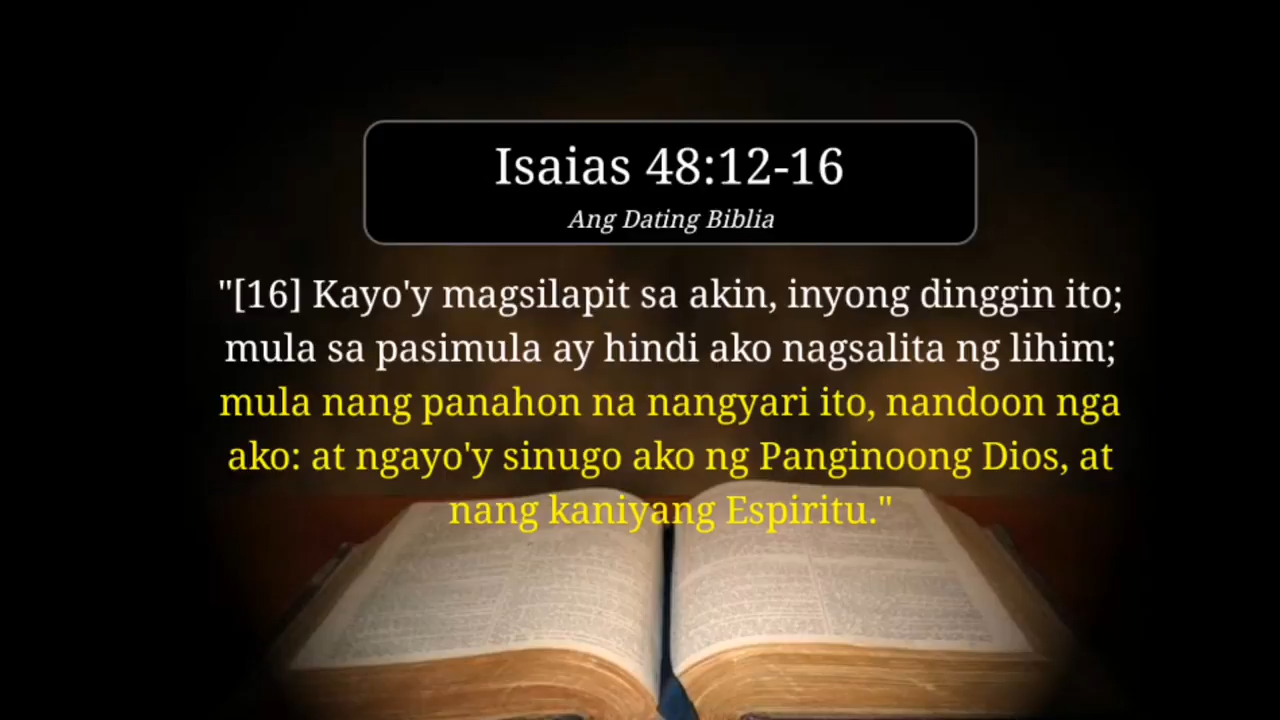 Isaias 48:12-16
Ang Dating Biblia
"[16] Kayo'y magsilapit sa akin, inyong dinggin ito;
mula sa pasimula ay hindi ako nagsalita ng lihim;
mula nang panahon na nangyari ito, nandoon nga
ako: at ngayo'y sinugo ako ng Panginoong Dios, at
nang kaniyang Espiritu."